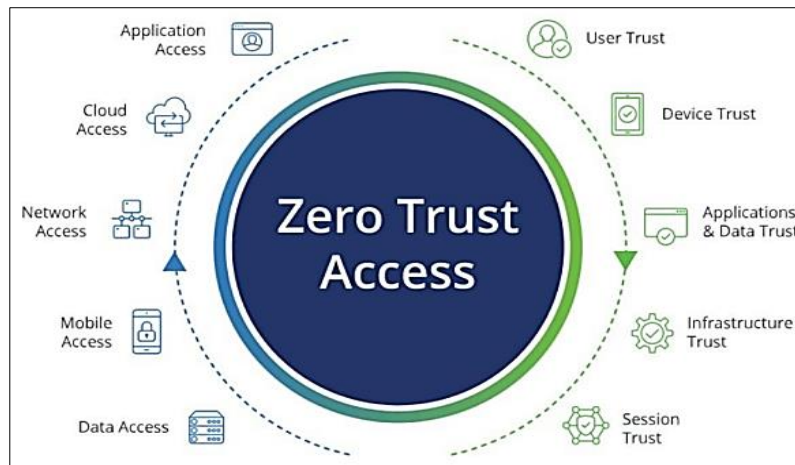 Application
Access
Cloud
Access
Network
Access
Mobile
Access
Data Access
Zero Trust
Access
User Trust
Device Trust
Applications
& Data Trust
Infrastructure
Trust
Session
Trust